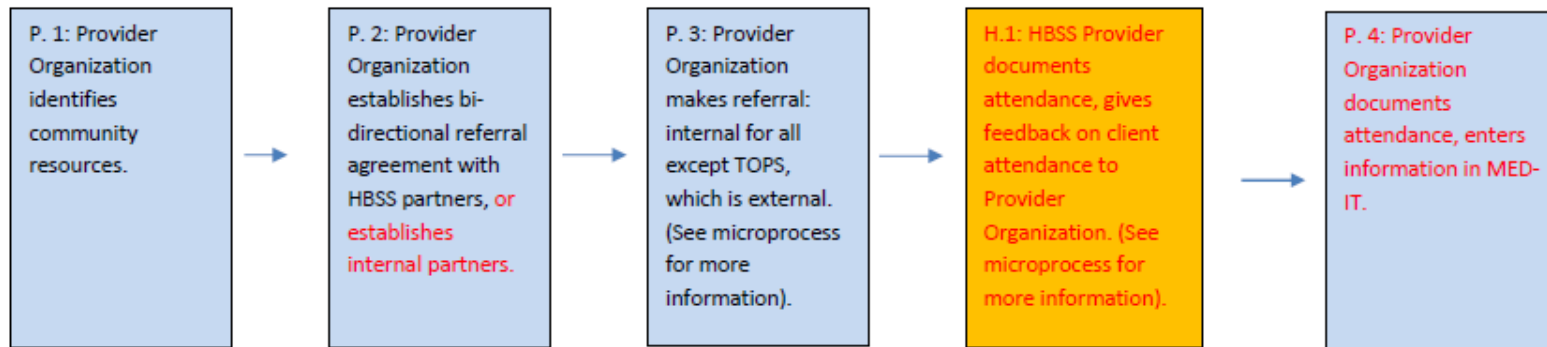 P. 1: Provider
Organization
identifies
community
resources.
P. 2: Provider
Organization
establishes bi-
directional referral
agreement with
HBSS partners, or
establishes
internal partners.
P. 3: Provider
Organization
makes referral:
internal for all
except TOPS,
which is external.
(See microprocess
for more
information).
H.1: HBSS Provider
documents
attendance, gives
feedback on client
attendance to
Provider
Organization. (See
microprocess for
more information).
P. 4: Provider
Organization
documents
attendance, enters
information in MED-
IT.